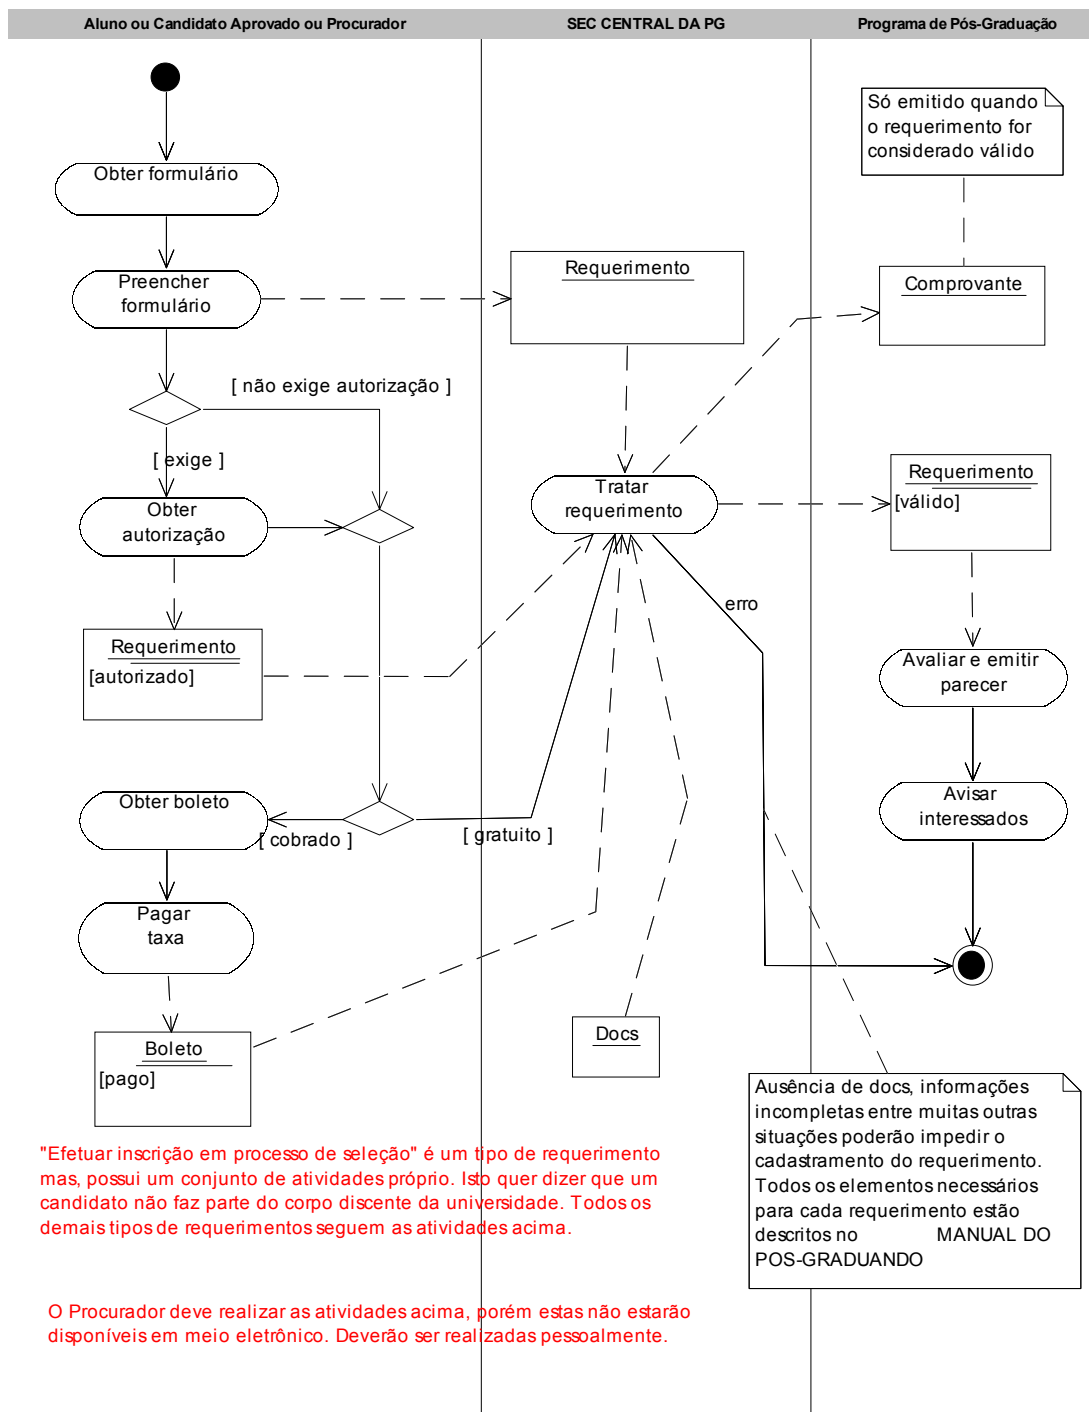 Aluno ou Candidato Aprovado ou Procurador
SEC CENTRAL DA PG
Programa de Pós-Graduação
Só emitido quando
o requerimento for
considerado válido
Obter formulário
Preencher
formulário
Requerimento
Comprovante
[ não exige autorização ]
[ exige ]
Obter
autorização
Tratar
requerimento
Requerimento
[válido]
erro
Requerimento
[autorizado]
Avaliar e emitir
parecer
Obter boleto
[ cobrado ]
[ gratuito ]
Avisar
interessados
Pagar
taxa
Boleto
[pago]
Docs
Ausência de docs, informações
incompletas entre muitas outras
situações poderão impedir o
cadastramento do requerimento.
Todos os elementos necessários
para cada requerimento estão
descritos no MANUAL DO
POS-GRADUANDO
"Efetuar inscrição em processo de seleção" é um tipo de requerimento
mas, possui um conjunto de atividades próprio. Isto quer dizer que um
candidato não faz parte do corpo discente da universidade. Todos os
demais tipos de requerimentos seguem as atividades acima.
O Procurador deve realizar as atividades acima, porém estas não estarão
disponíveis em meio eletrônico. Deverão ser realizadas pessoalmente.